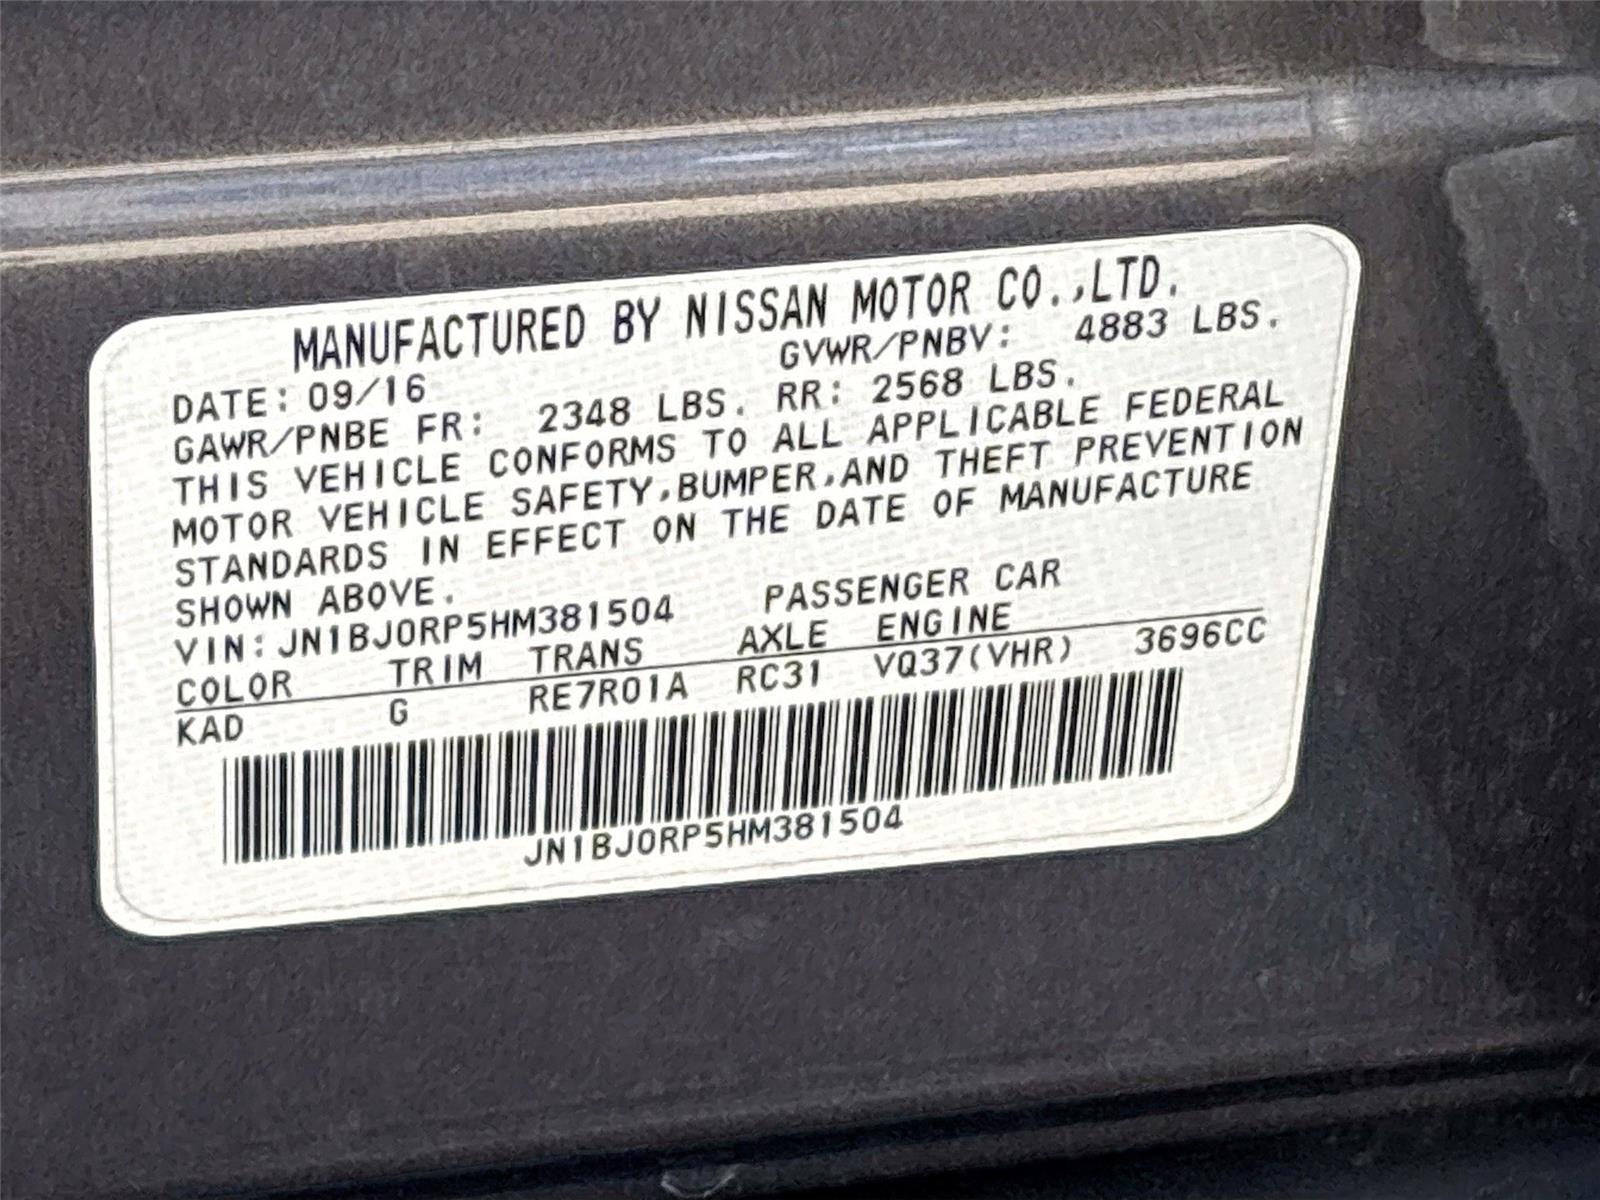 MANUFACTURED BY NISSAN MOTOR CO.,LTD.
DATE: 09/16 GVWR/PNBV: 4883 LBS.
GAWR/PNBE FR: 2348 LBS. RR: 2568 LBS.
THIS VEHICLE CONFORMS TO ALL APPLICABLE FEDERAL
MOTOR VEHICLE SAFETY,BUMPER,AND THEFT PREVENTION
STANDARDS IN EFFECT ON THE DATE OF MANUFACTURE
SHOWN ABOVE.
VIN:JN1BJ0RP5HM381504 PASSENGER CAR
COLOR TRIM TRANS AXLE ENGINE
KAD G RE7R01A RC31 VQ37(VHR) 3696CC
JN1BJ0RP5HM381504